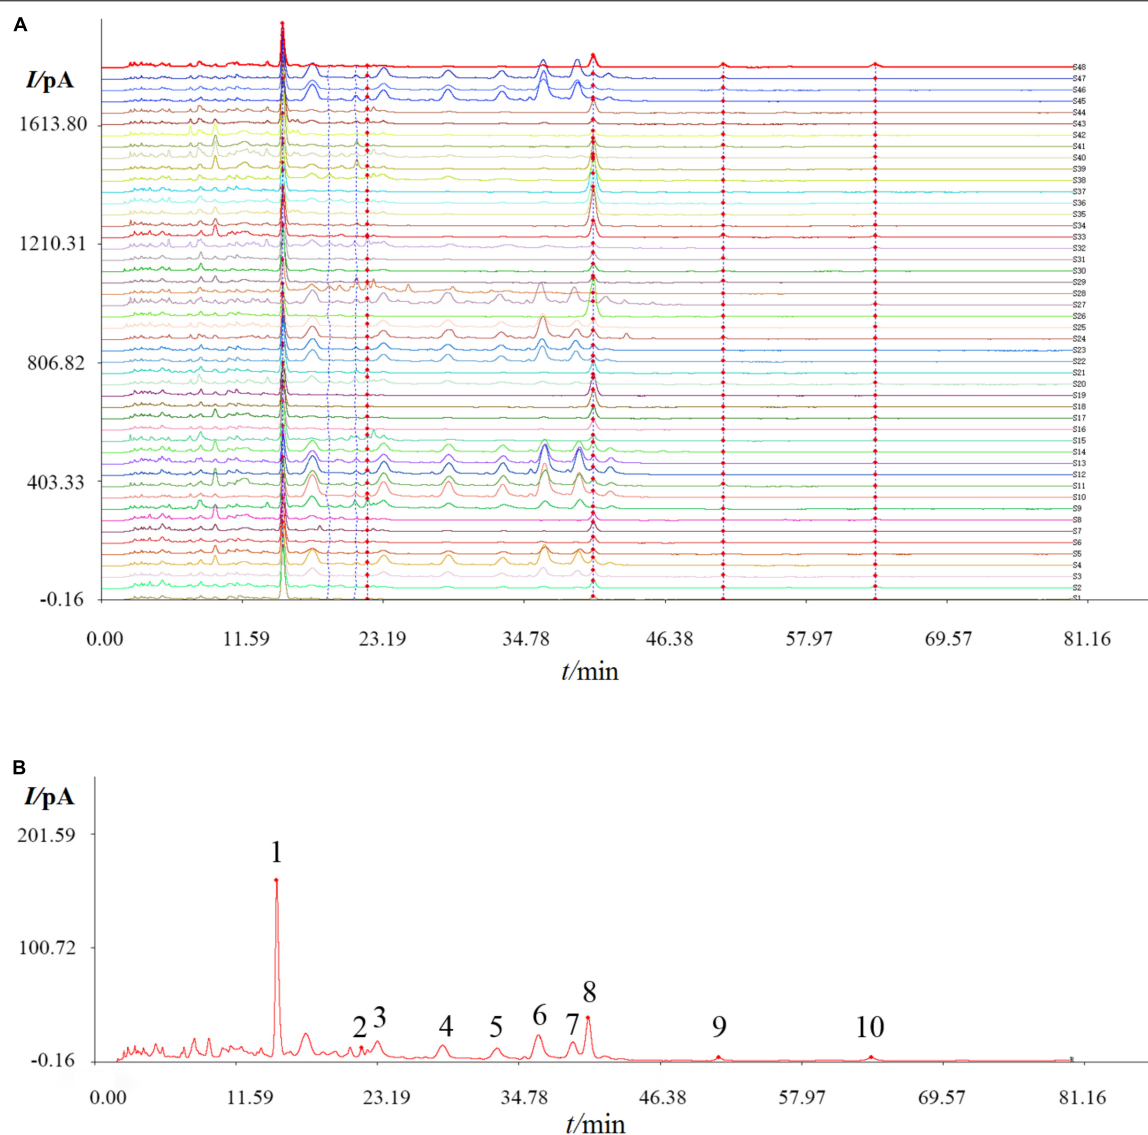 A
I/pA
1613.80
1210.31
806.82
403.33
-0.16
S48
S47
S46
S45
S44
S43
S42
S41
S40
S39
S38
S37
S36
S35
S34
S33
S32
S31
S30
S29
S28
S27
S26
S25
S24
S23
S22
S21
S20
S19
S18
S17
S16
S15
S14
S13
S12
S11
S10
S9
S8
S7
S6
S5
S4
S3
S2
S1
0.00 11.59 23.19 34.78 46.38 57.97 69.57 81.16
t/min
B
I/pA
201.59
100.72
-0.16
1 2 3 4 5 6 7 8 9 10
0.00 11.59 23.19 34.78 46.38 57.97 69.57 81.16
t/min